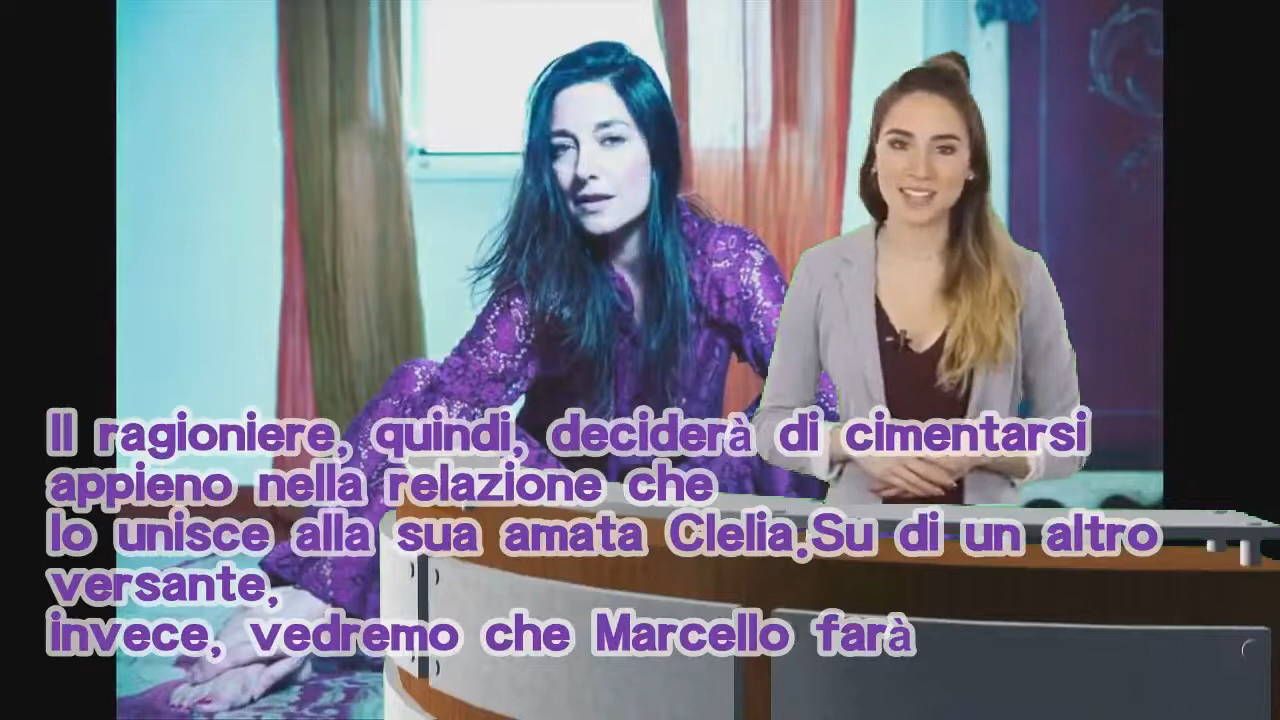 Il ragioniere, quindi, deciderà di cimentarsi
appieno nella relazione che
lo unisce alla sua amata Clelia.Su di un altro
versante,
invece, vedremo che Marcello farà